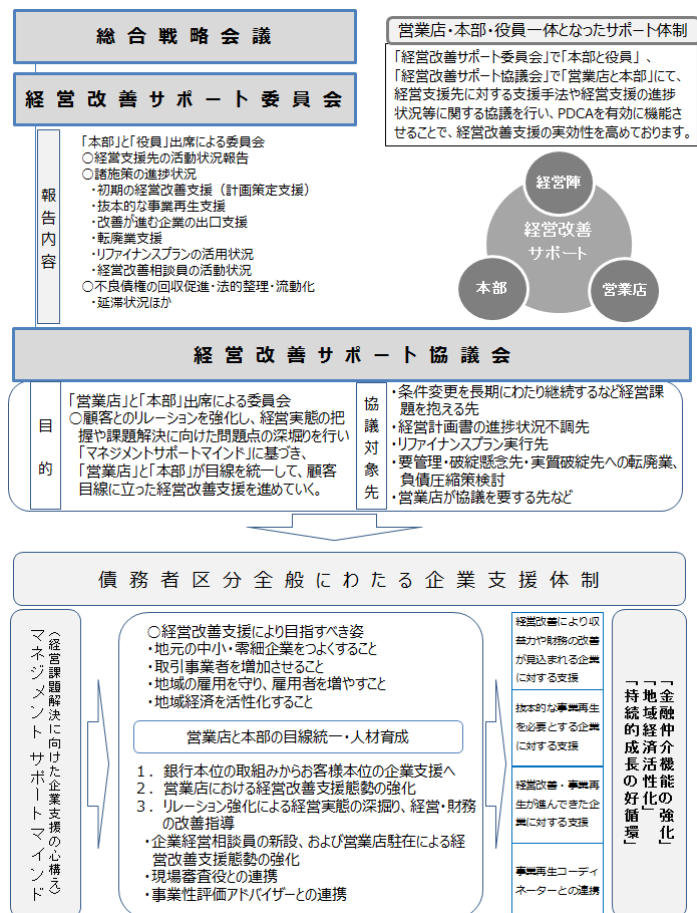 総合戦略会議
経営改善サポート委員会
営業店・本部・役員一体となったサポート体制
「経営改善サポート委員会」で「本部と役員」、
「経営改善サポート協議会」で「営業店と本部」にて、
経営支援先に対する支援手法や経営支援の進捗
状況等に関する協議を行い、PDCAを有効に機能さ
せることで、経営改善支援の実効性を高めております。
報告内容
「本部」と「役員」出席による委員会
○経営支援先の活動状況報告
○諸施策の進捗状況
・初期の経営改善支援（計画策定支援）
・抜本的な事業再生支援
・改善が進む企業の出口支援
・転廃業支援
・リファイナンスプランの活用状況
・経営改善相談員の活動状況
○不良債権の回収促進・法的整理・流動化
・延滞状況ほか
経営陣
経営改善
サポート
本部
営業店
経営改善サポート協議会
目的
「営業店」と「本部」出席による委員会
○顧客とのリレーションを強化し、経営実態の把
握や課題解決に向けた問題点の深堀りを行い
「マネジメントサポートマインド」に基づき、
「営業店」と「本部」が目線を統一して、顧客
目線に立った経営改善支援を進めていく。
協議対象先
・条件変更を長期にわたり継続するなど経営課
題を抱える先
・経営計画書の進捗状況不調先
・リファイナンスプラン実行先
・要管理・破綻懸念先・実質破綻先への転廃業、
負債圧縮策検討
・営業店が協議を要する先など
債務者区分全般にわたる企業支援体制
（経営課題解決に向けた企業支援の心構え）
マネジメントサポートマインド
○経営改善支援により目指すべき姿
・地元の中小・零細企業をつよくすること
・取引事業者を増加させること
・地域の雇用を守り、雇用者を増やすこと
・地域経済を活性化すること
営業店と本部の目線統一・人材育成
１．銀行本位の取組みからお客様本位の企業支援へ
２．営業店における経営改善支援態勢の強化
３．リレーション強化による経営実態の深掘り、経営・財務
の改善指導
・企業経営相談員の新設、および営業店駐在による経
営改善支援態勢の強化
・現場審査役との連携
・事業性評価アドバイザーとの連携
経営改善により収
益力や財務の改善
が見込まれる企業
に対する支援
抜本的な事業再生
を必要とする企業
に対する支援
経営改善・事業再
生が進んできた企
業に対する支援
事業再生コーディ
ネーターとの連携
「金融仲介機能の強化」
「地域経済活性化」
「持続的成長の好循環」